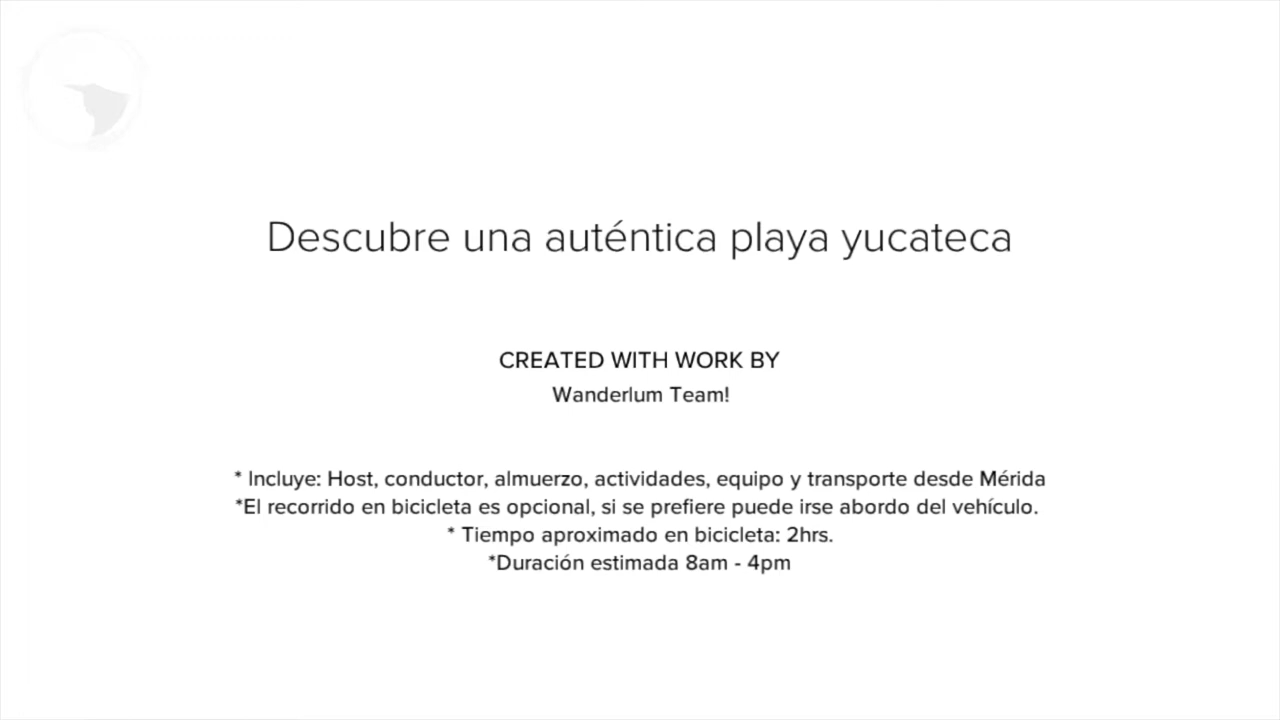 Descubre una auténtica playa yucateca
CREATED WITH WORK BY
Wanderlum Team!
* Incluye: Host, conductor, almuerzo, actividades, equipo y transporte desde Mérida
*El recorrido en bicicleta es opcional, si se prefiere puede irse abordo del vehículo.
* Tiempo aproximado en bicicleta: 2hrs.
*Duración estimada 8am - 4pm